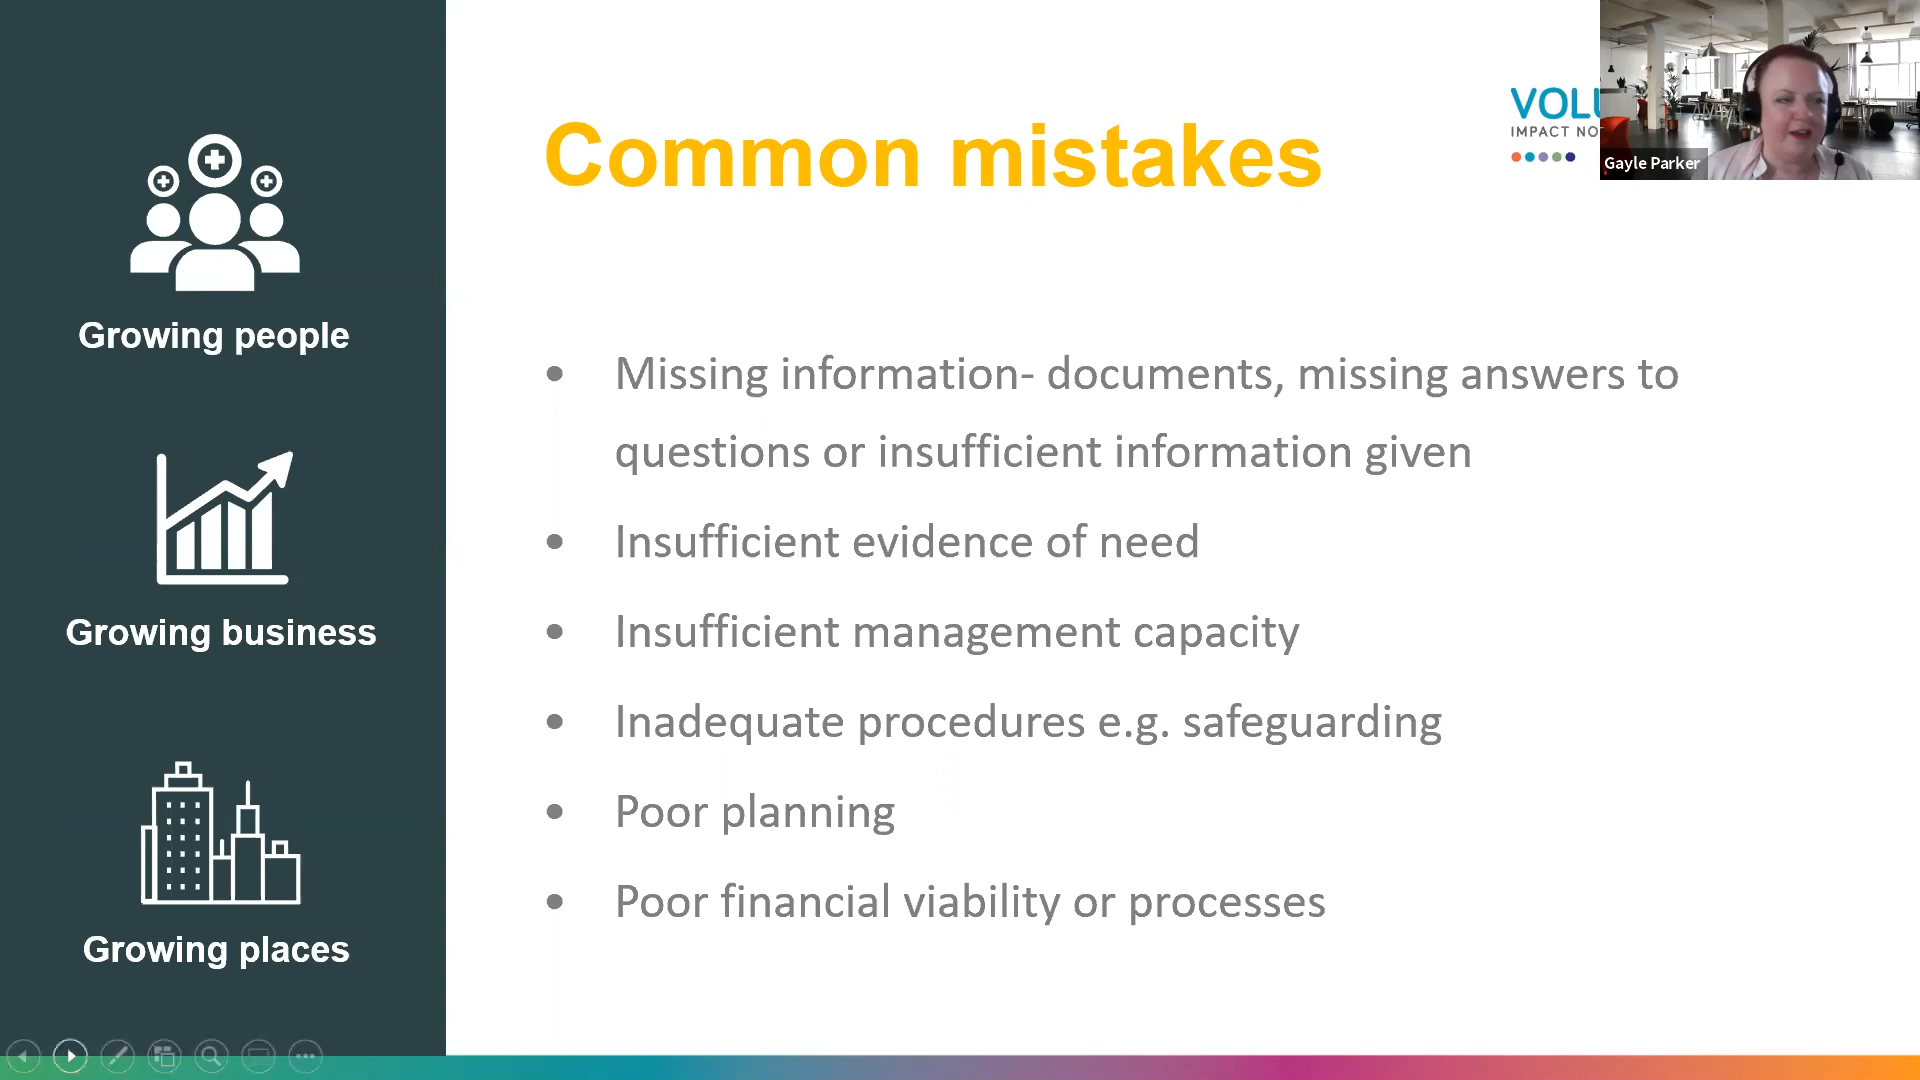 Growing people
Growing business
Growing places
Common mistakes
• Missing information- documents, missing answers to
questions or insufficient information given
• Insufficient evidence of need
• Insufficient management capacity
• Inadequate procedures e.g. safeguarding
• Poor planning
• Poor financial viability or processes
IMPACT
Gayle Parker